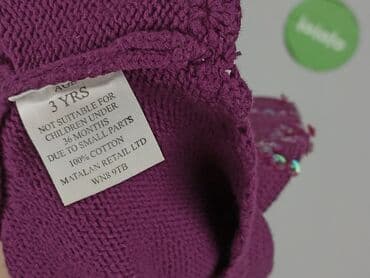 AGE
3 YRS
NOT SUITABLE FOR
CHILDREN UNDER
36 MONTHS
DUE TO SMALL PARTS
100% COTTON
MATALAN RETAIL LTD
WN8 9TB